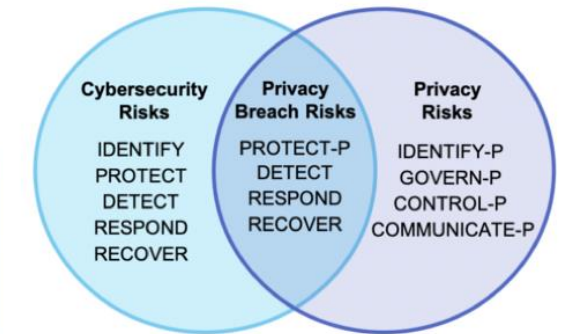 Cybersecurity
Risks
IDENTIFY
PROTECT
DETECT
RESPOND
RECOVER
Privacy
Breach Risks
PROTECT-P
DETECT
RESPOND
RECOVER
Privacy
Risks
IDENTIFY-P
GOVERN-P
CONTROL-P
COMMUNICATE-P